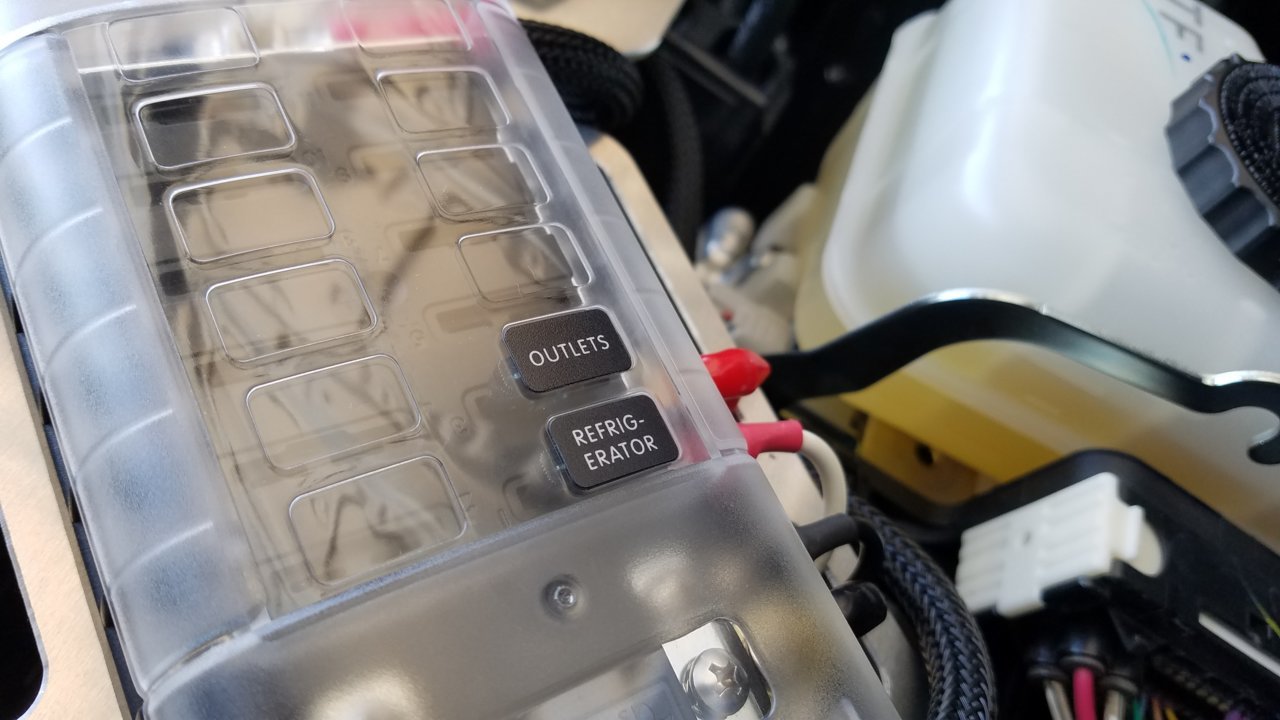 OUTLETS
REFRIG-
ERATOR